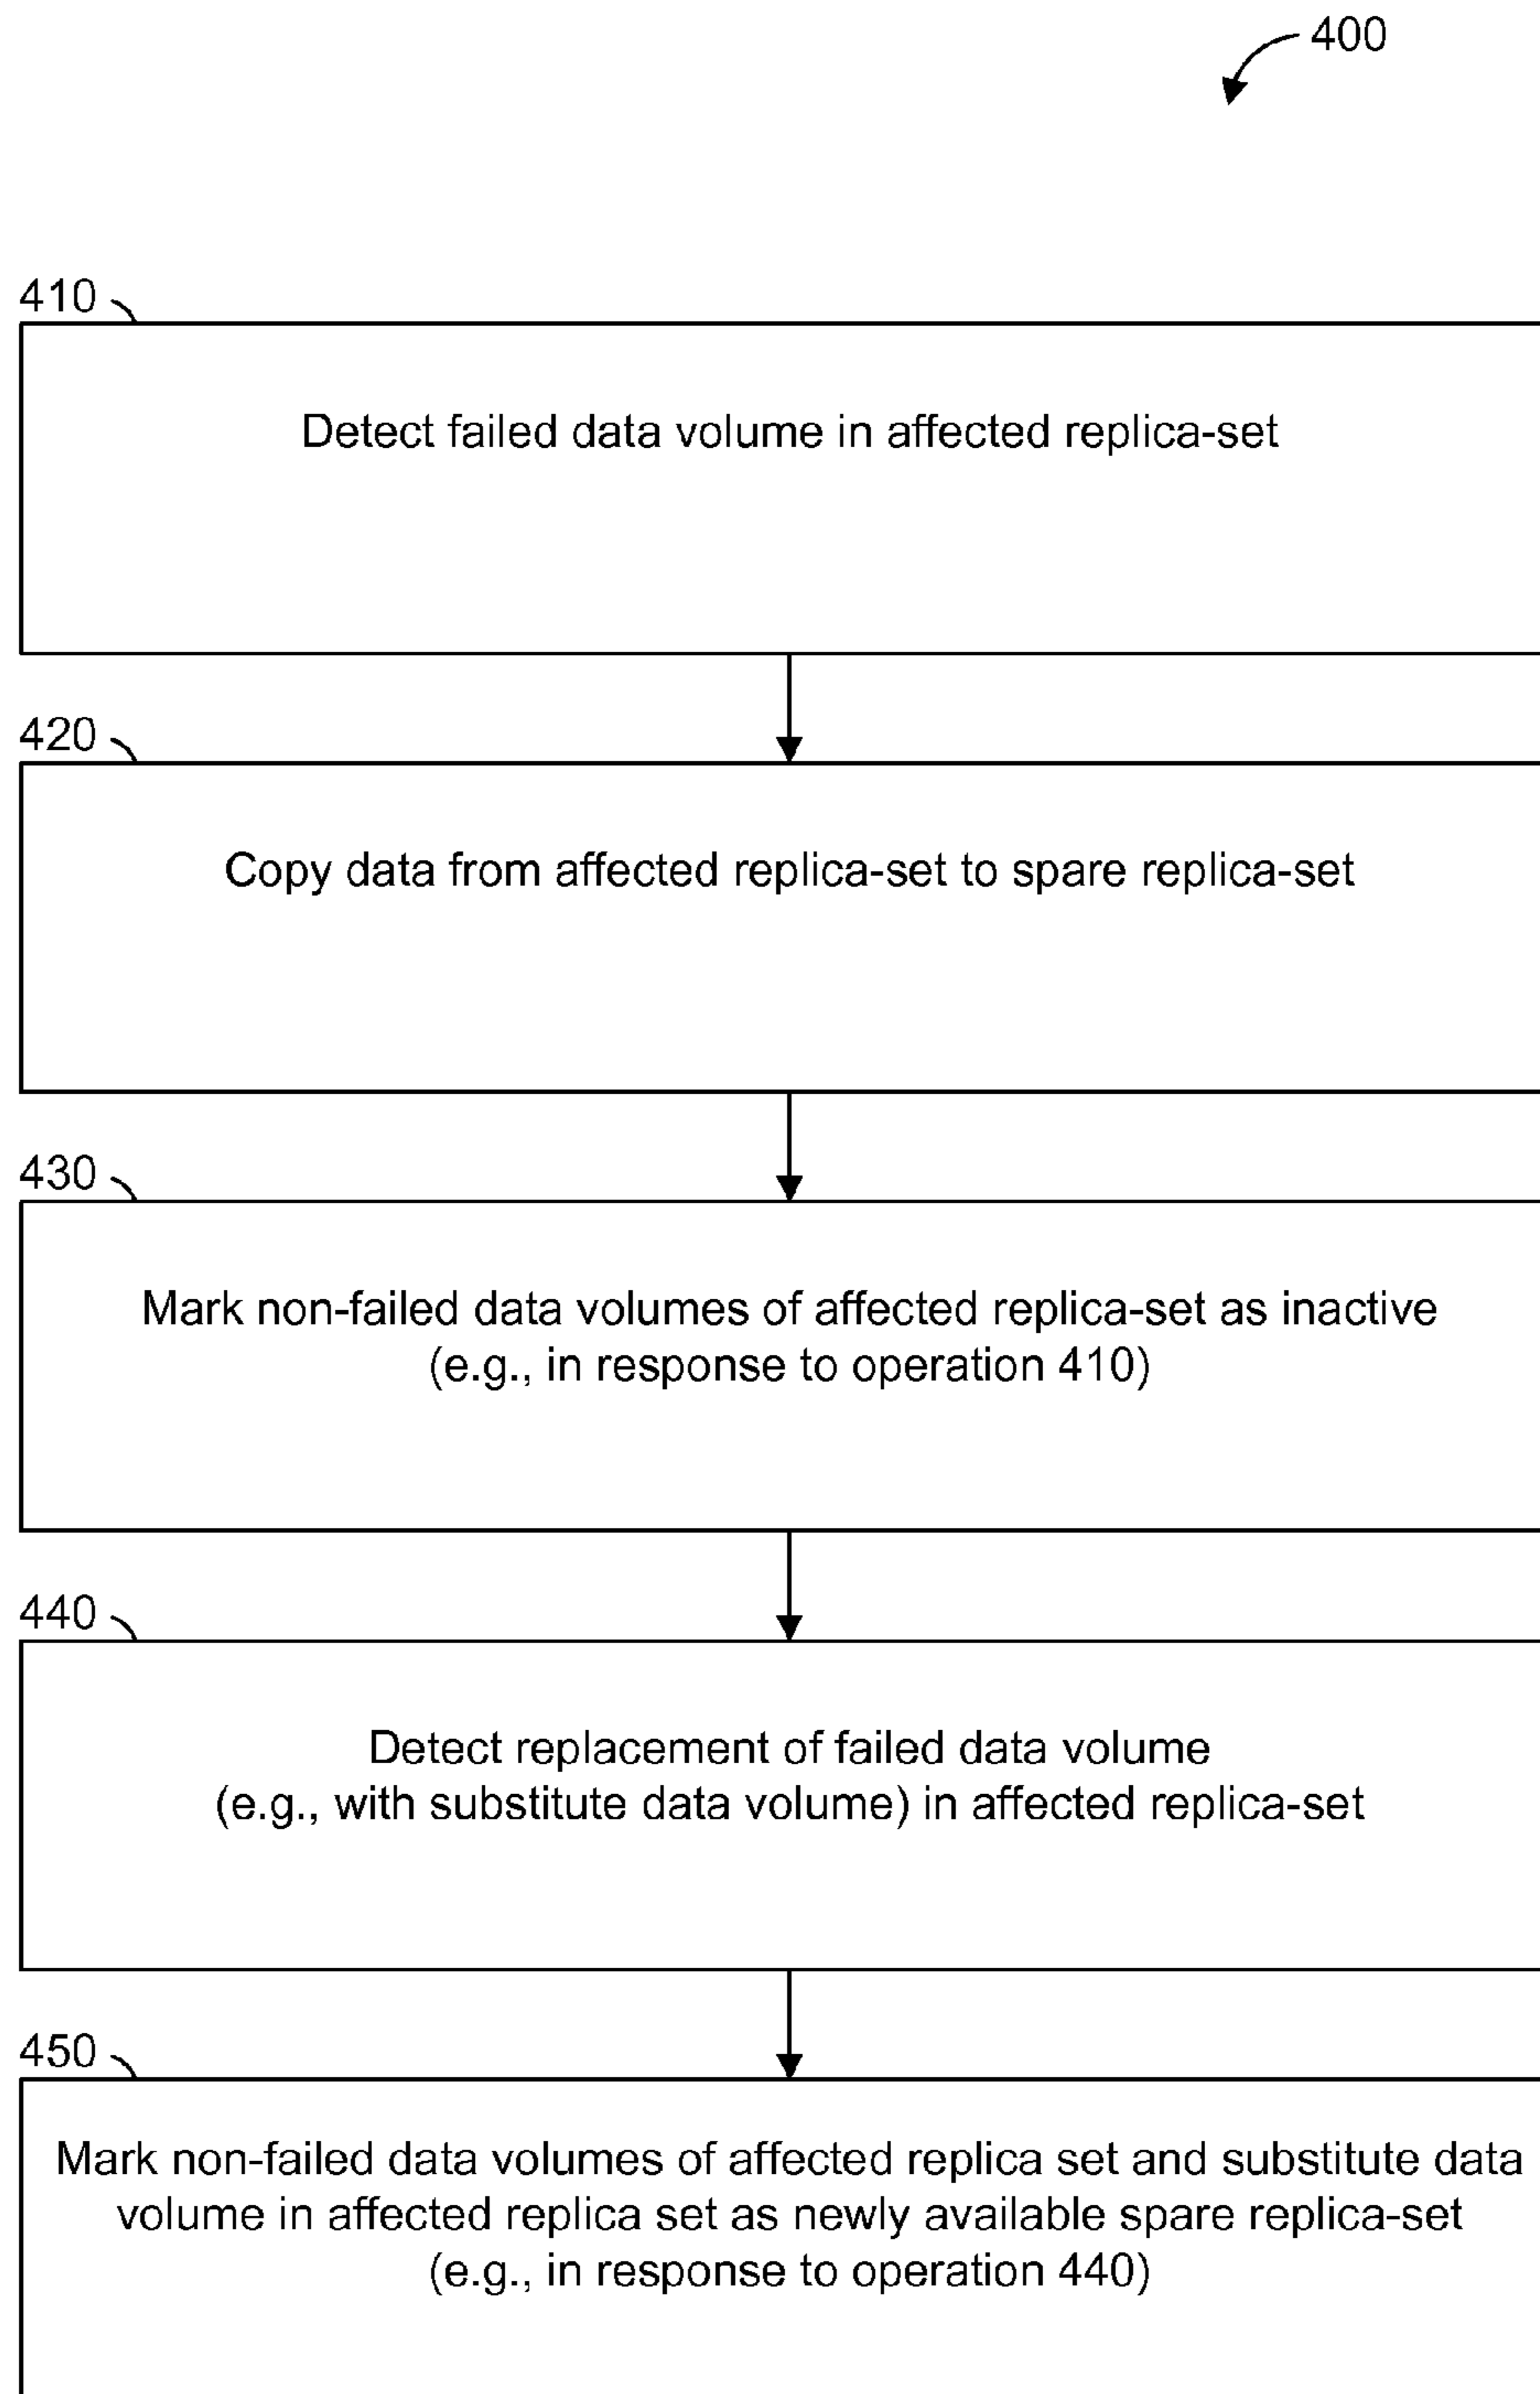 400
410
Detect failed data volume in affected replica-set
420
Copy data from affected replica-set to spare replica-set
430
Mark non-failed data volumes of affected replica-set as inactive
(e.g., in response to operation 410)
440
Detect replacement of failed data volume
(e.g., with substitute data volume) in affected replica-set
450
Mark non-failed data volumes of affected replica set and substitute data
volume in affected replica set as newly available spare replica-set
(e.g., in response to operation 440)